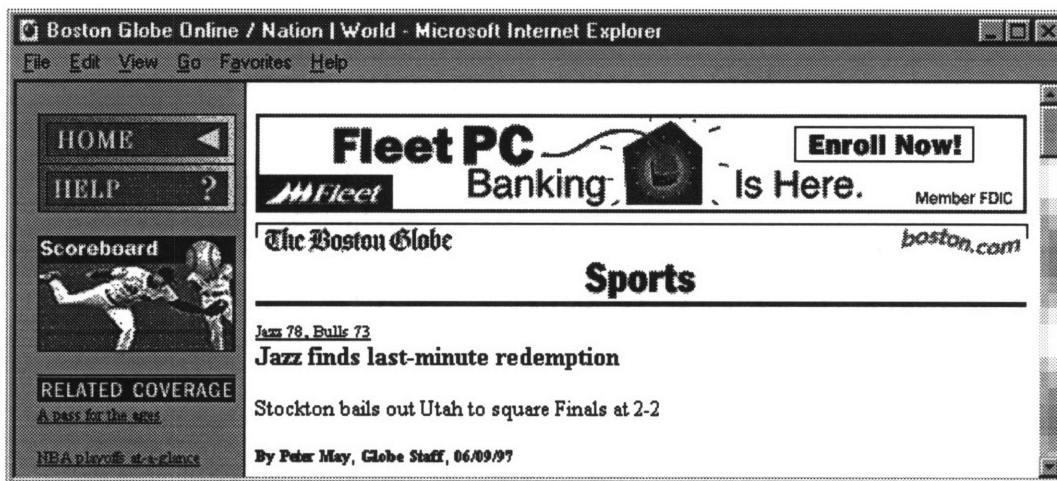 Boston Globe Online / Nation | World - Microsoft Internet Explorer
File Edit View Go Favorites Help
HOME
HELP ?
Scoreboard
RELATED COVERAGE
A pass for the ages
NBA playoffs at-a-glance
Fleet PC
Banking Is Here.
Enroll Now!
Fleet
Member FDIC
The Boston Globe
boston.com
Sports
Jazz 78, Bulls 73
Jazz finds last-minute redemption
Stockton bails out Utah to square Finals at 2-2
By Peter May, Globe Staff, 06/09/97